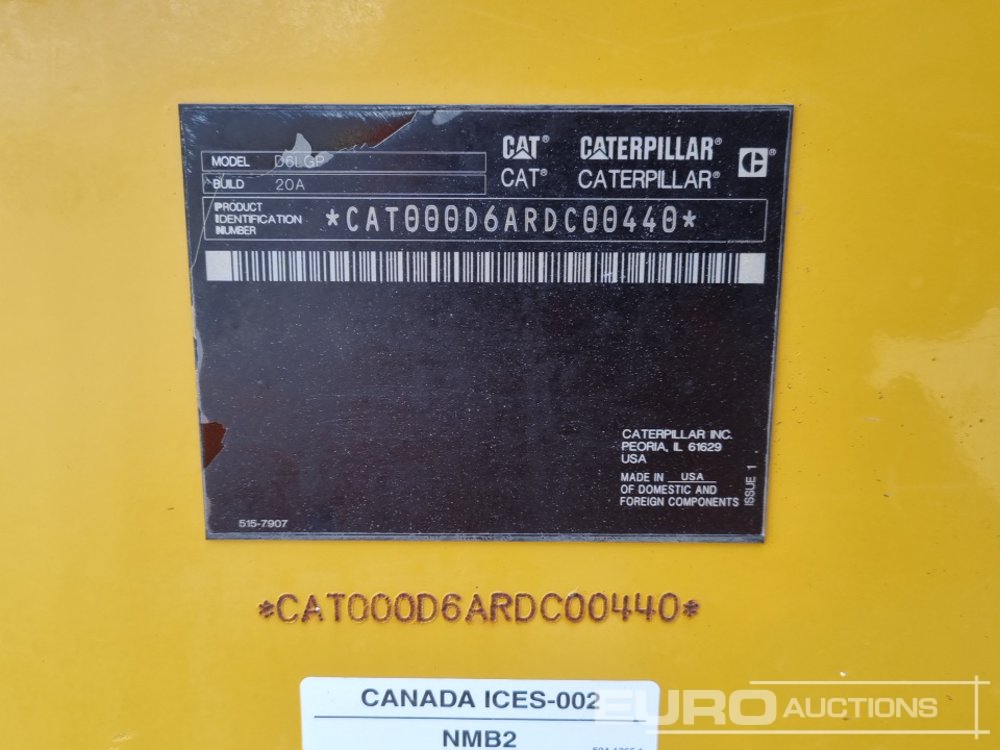 MODEL D6LGP
BUILD 20A
CAT® CATERPILLAR®
CAT® CATERPILLAR®
PRODUCT
IDENTIFICATION
NUMBER
*CAT000D6ARDC00440*
CATERPILLAR INC.
PEORIA, IL 61629
USA
MADE IN USA
OF DOMESTIC AND
FOREIGN COMPONENTS
ISSUE 1
515-7907
*CAT000D6ARDC00440*
CANADA ICES-002
NMB2
EURO AUCTIONS